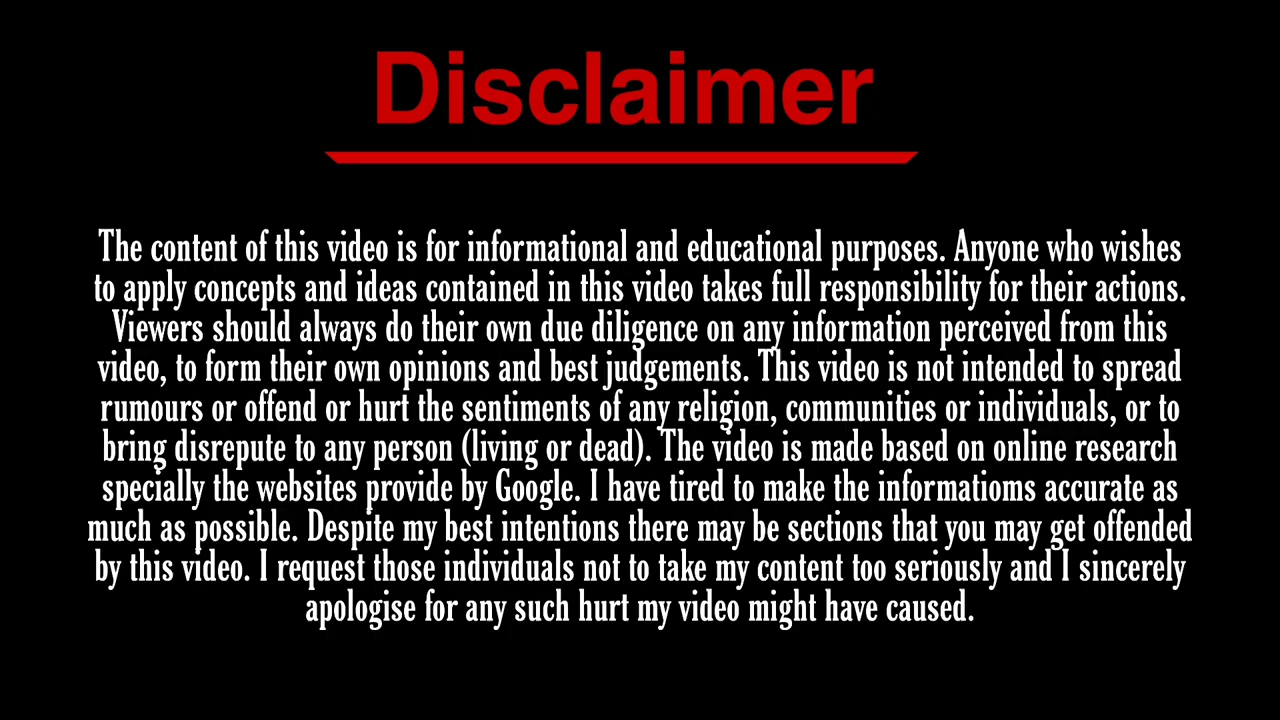 Disclaimer
The content of this video is for informational and educational purposes. Anyone who wishes
to apply concepts and ideas contained in this video takes full responsibility for their actions.
Viewers should always do their own due diligence on any information perceived from this
video, to form their own opinions and best judgements. This video is not intended to spread
rumours or offend or hurt the sentiments of any religion, communities or individuals, or to
bring disrepute to any person (living or dead). The video is made based on online research
specially the websites provide by Google. I have tired to make the informatioms accurate as
much as possible. Despite my best intentions there may be sections that you may get offended
by this video. I request those individuals not to take my content too seriously and I sincerely
apologise for any such hurt my video might have caused.